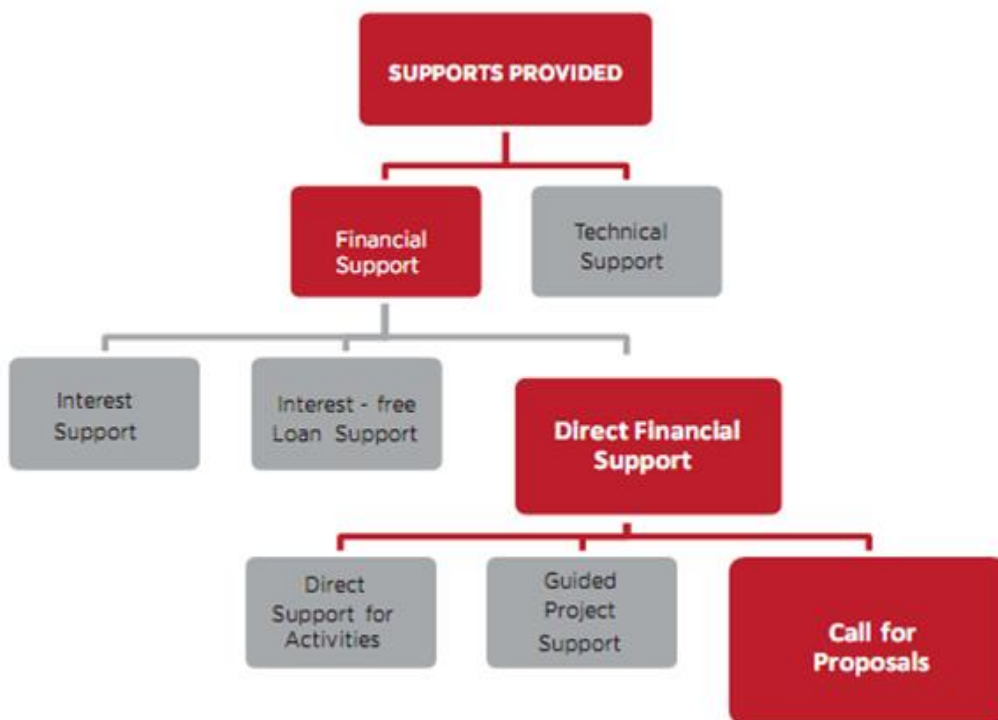 SUPPORTS PROVIDED
Financial
Support
Technical
Support
Interest
Support
Interest - free
Loan Support
Direct Financial
Support
Direct
Support for
Activities
Guided
Project
Support
Call for
Proposals